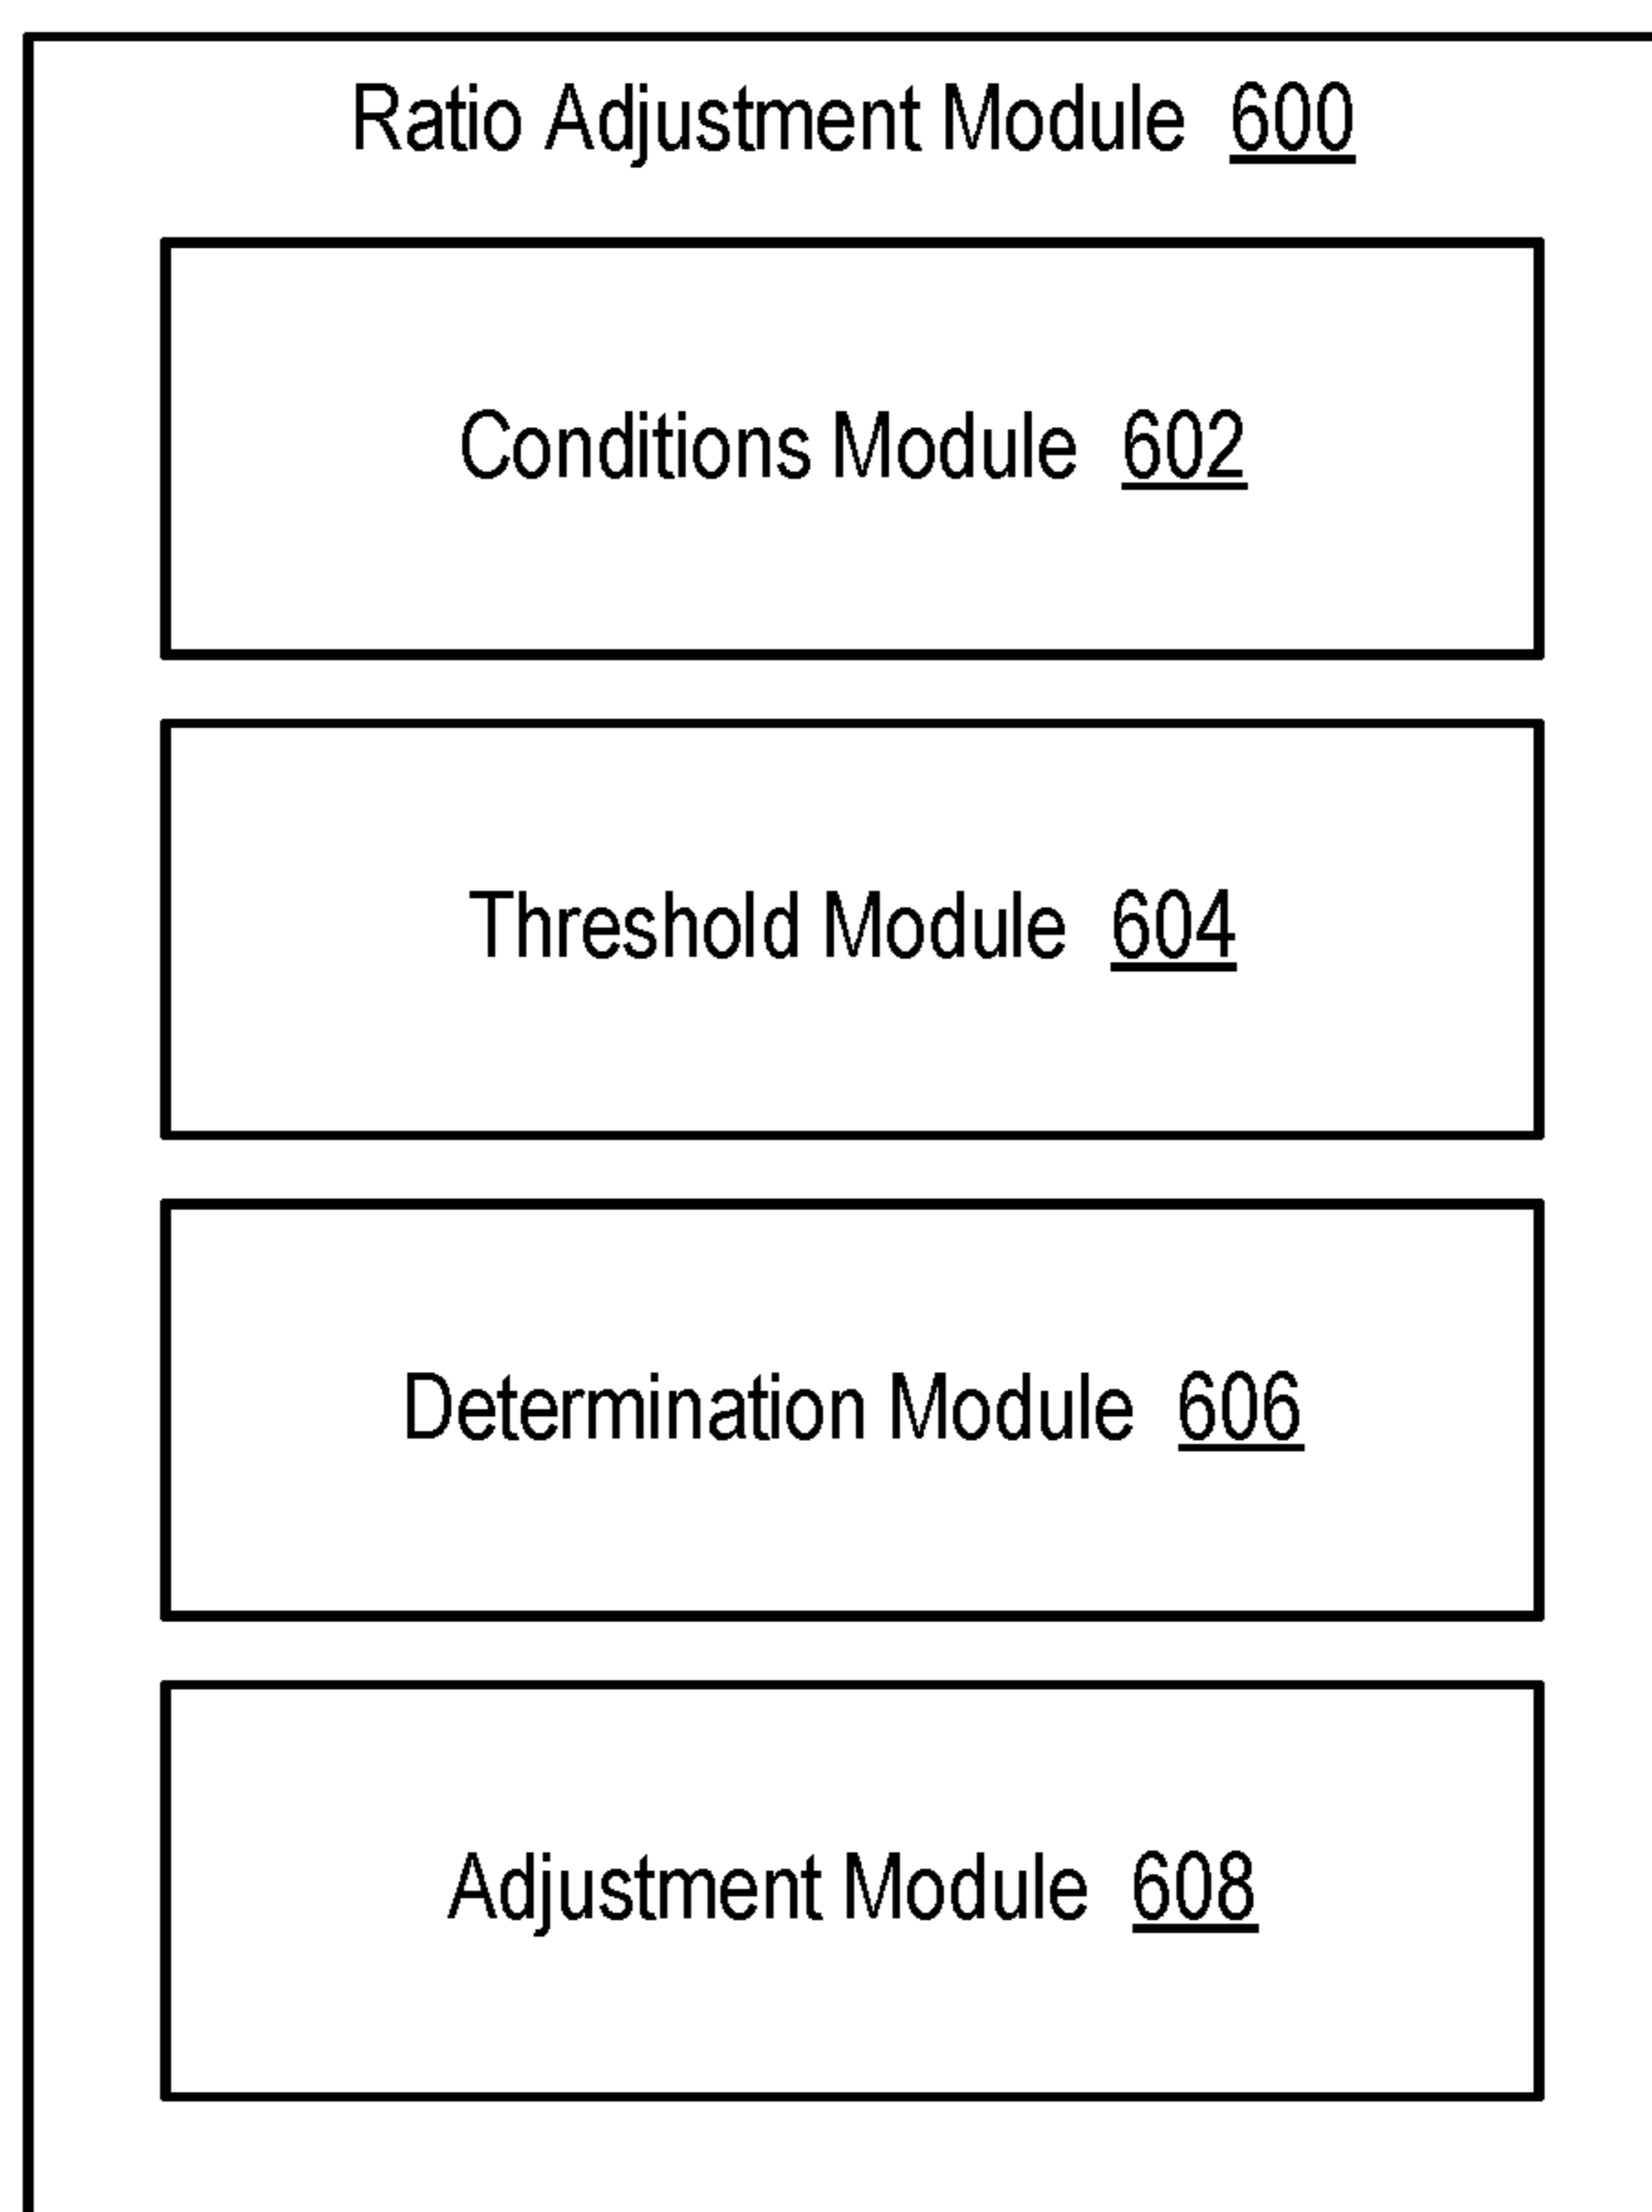 Ratio Adjustment Module 600
Conditions Module 602
Threshold Module 604
Determination Module 606
Adjustment Module 608